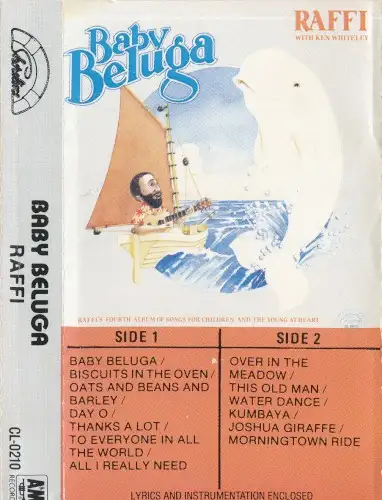 Shoreline
BABY BELUGA
RAFFI
CL-0210
A&M
RECORDS
Baby
Beluga
RAFFI
WITH KEN WHITELEY
RAFFI'S FOURTH ALBUM OF SONGS FOR CHILDREN AND THE YOUNG AT HEART
SIDE 1
BABY BELUGA /
BISCUITS IN THE OVEN /
OATS AND BEANS AND
BARLEY /
DAY O /
THANKS A LOT /
TO EVERYONE IN ALL
THE WORLD /
ALL I REALLY NEED
SIDE 2
OVER IN THE
MEADOW /
THIS OLD MAN /
WATER DANCE /
KUMBAYA /
JOSHUA GIRAFFE /
MORNINGTOWN RIDE
LYRICS AND INSTRUMENTATION ENCLOSED